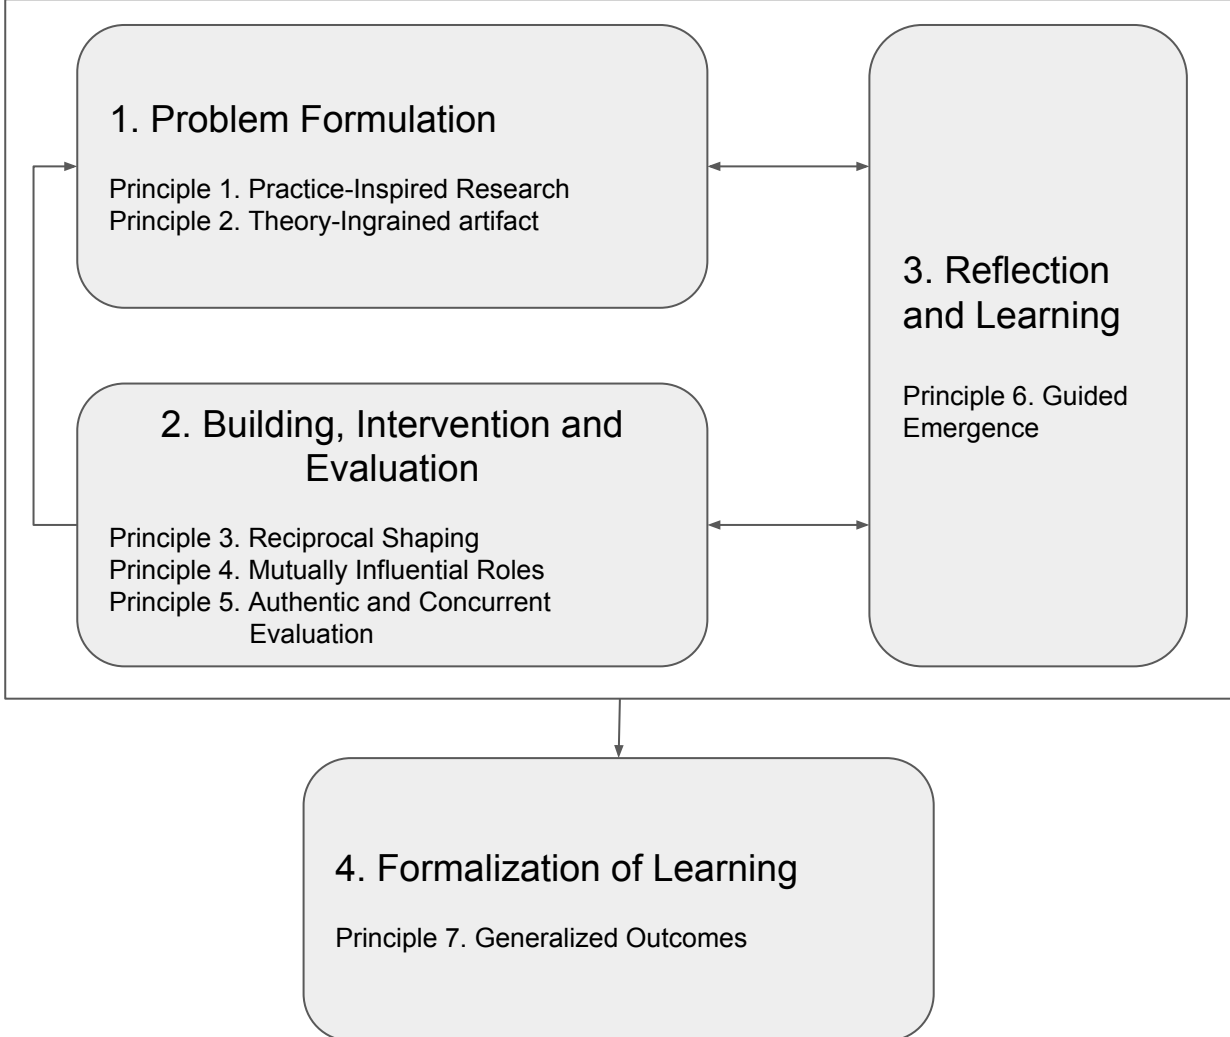 1. Problem Formulation
Principle 1. Practice-Inspired Research
Principle 2. Theory-Ingrained artifact
2. Building, Intervention and
Evaluation
Principle 3. Reciprocal Shaping
Principle 4. Mutually Influential Roles
Principle 5. Authentic and Concurrent
Evaluation
3. Reflection
and Learning
Principle 6. Guided
Emergence
4. Formalization of Learning
Principle 7. Generalized Outcomes